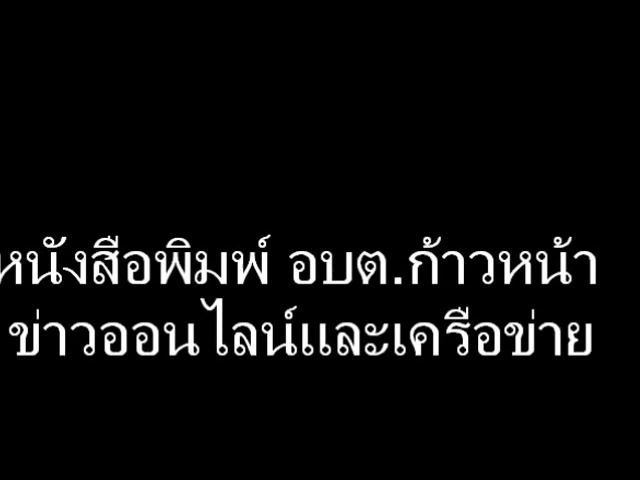 หนังสือพิมพ์ อบต.ก้าวหน้า
ข่าวออนไลน์และเครือข่าย